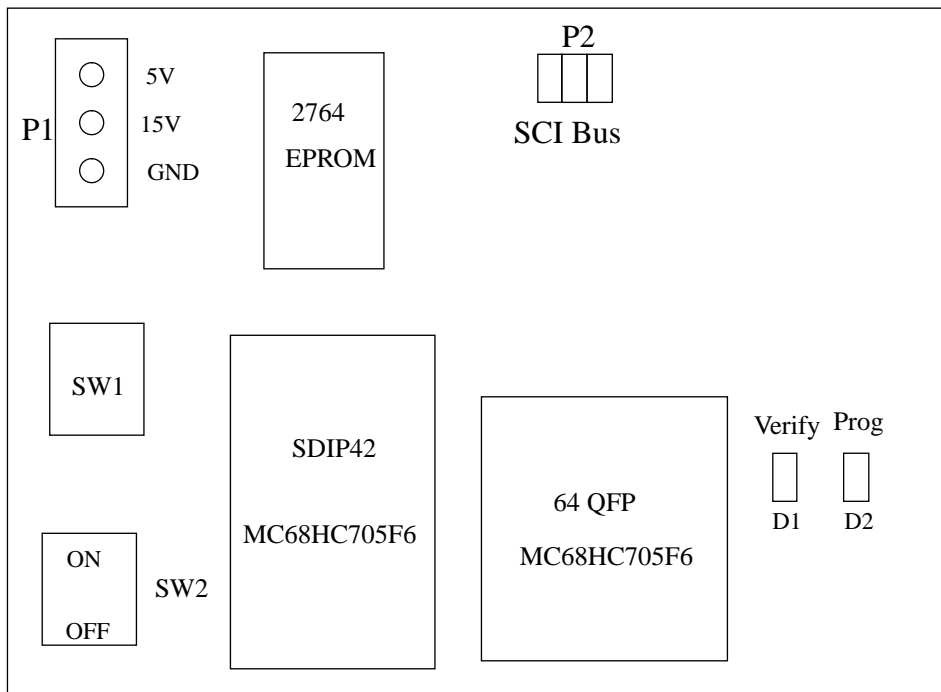 P1
5V
15V
GND
2764
EPROM
P2
SCI Bus
SW1
ON
OFF
SW2
SDIP42
MC68HC705F6
64 QFP
MC68HC705F6
Verify
Prog
D1
D2